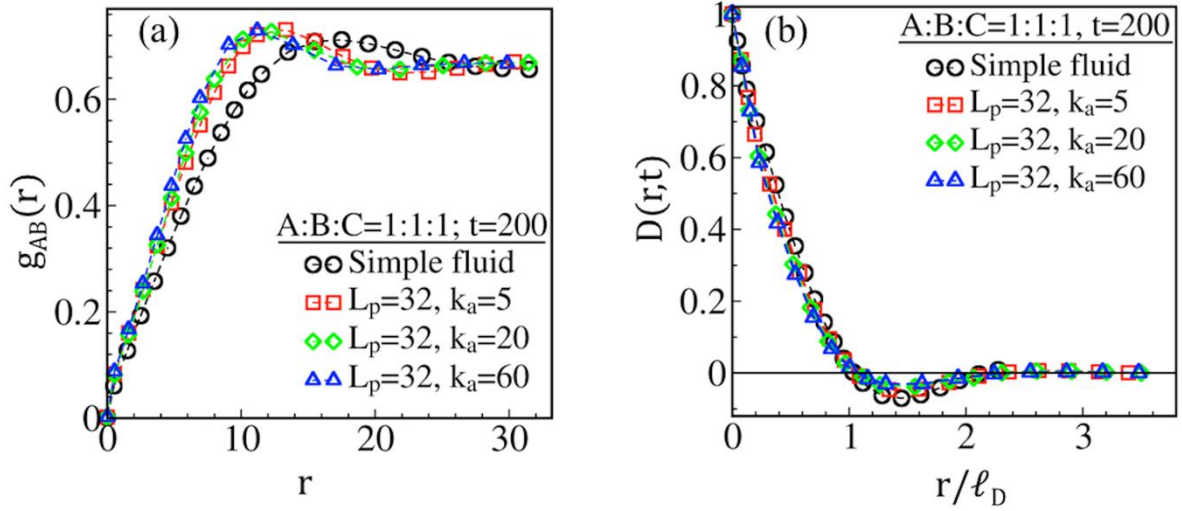 (a)
g_AB(r)
0.6
0.4
0.2
0
A:B:C=1:1:1; t=200
Simple fluid
L_p=32, k_a=5
L_p=32, k_a=20
L_p=32, k_a=60
0 10 20 30
r
(b)
D(r,t)
1
0.8
0.6
0.4
0.2
0
A:B:C=1:1:1, t=200
Simple fluid
L_p=32, k_a=5
L_p=32, k_a=20
L_p=32, k_a=60
0 1 2 3
r/ℓ_D